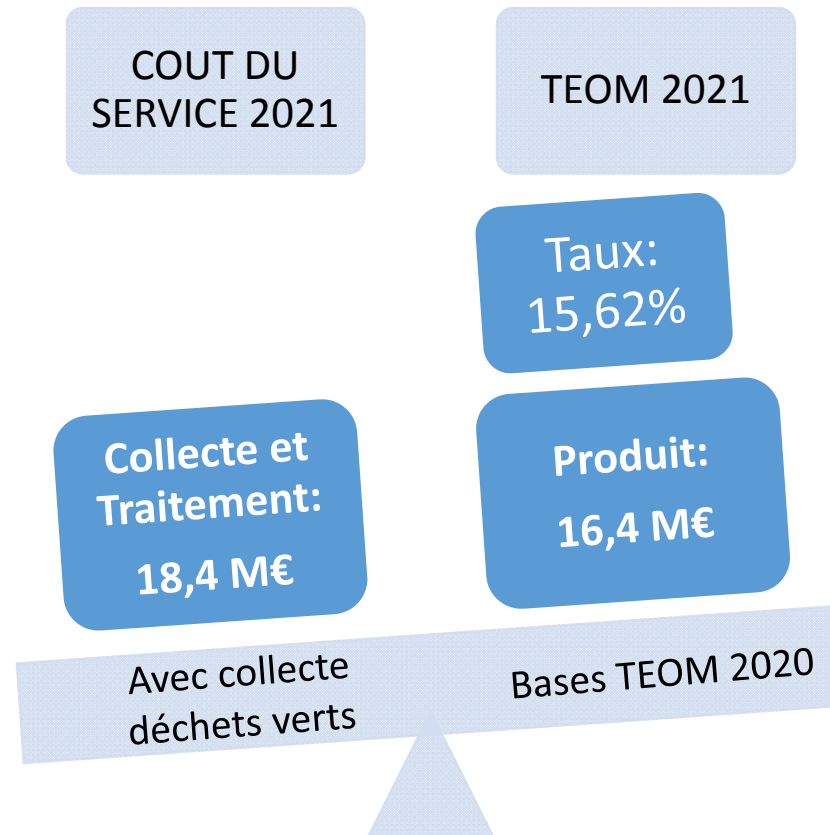 COUT DU
SERVICE 2021
TEOM 2021
Taux:
15,62%
Collecte et
Traitement:
18,4 M€
Produit:
16,4 M€
Avec collecte
déchets verts
Bases TEOM 2020